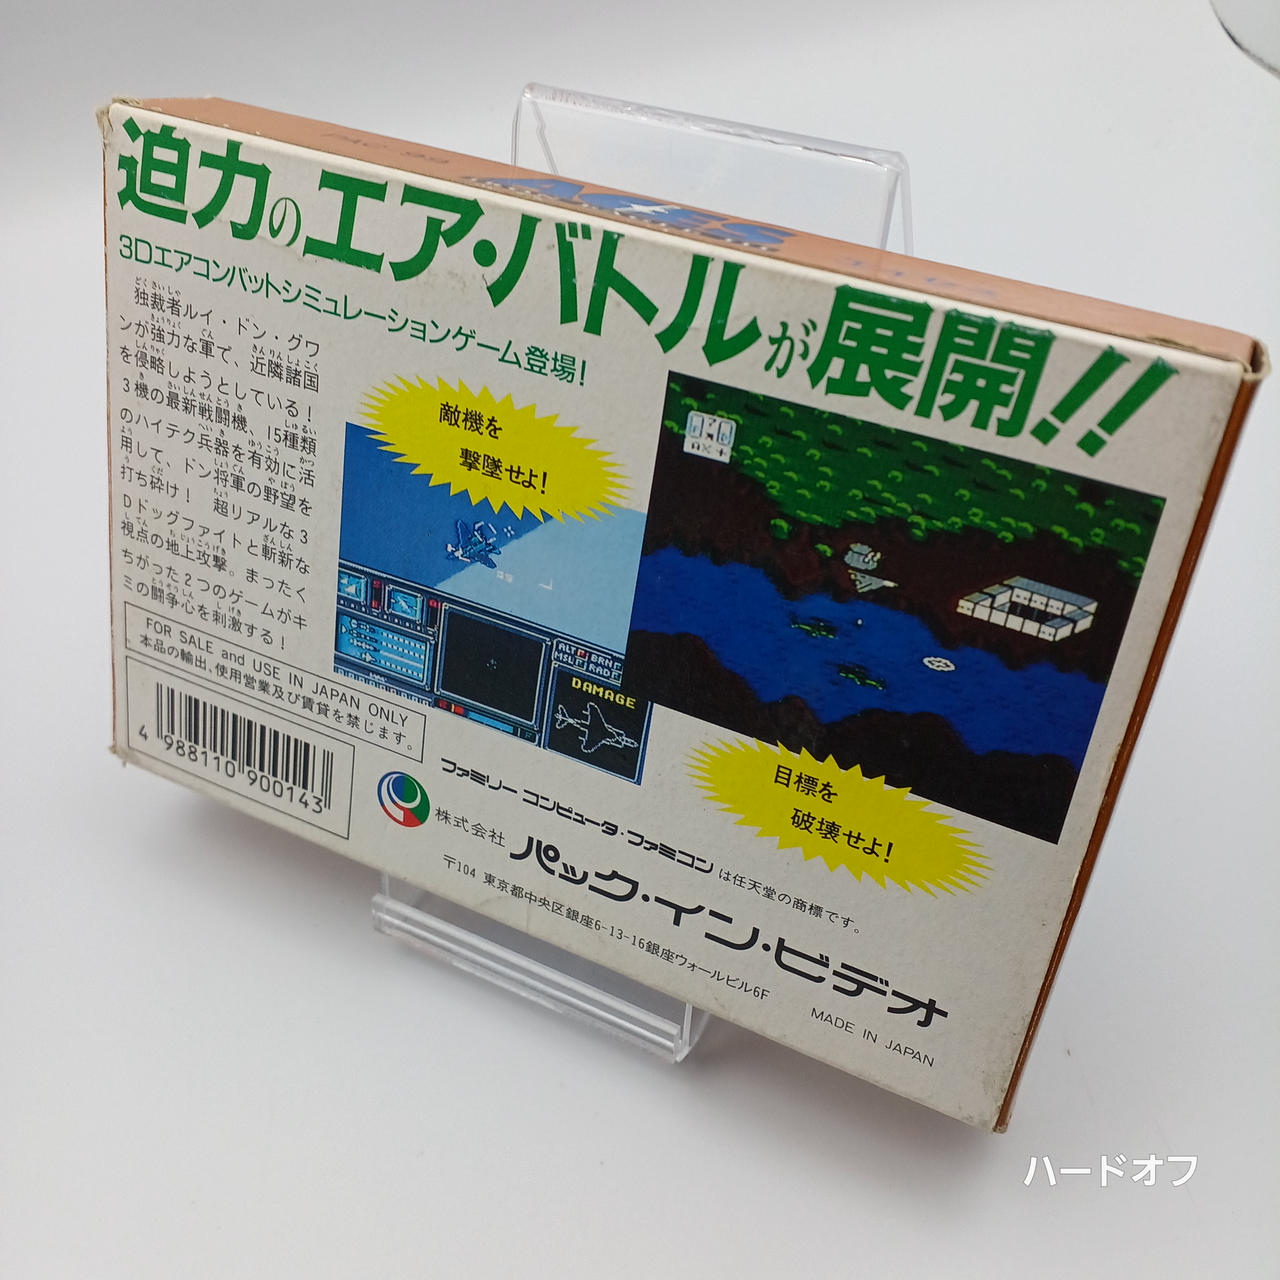 PAC-99
ACES
迫力のエア・バトルが展開!!
3Dエアコンバットシミュレーションゲーム登場!
独裁者ルイ・ドン・グワ
ンが強力な軍で、近隣諸国
を侵略しようとしている!
3機の最新戦闘機、15種類
のハイテク兵器を有効に活
用して、ドン将軍の野望を
打ち砕け! 超リアルな3
Dドッグファイトと斬新な
視点の地上攻撃。まったく
ちがった2つのゲームがキ
ミの闘争心を刺激する!
敵機を
撃墜せよ!
ALT BRN
MSL RAD
DAMAGE
目標を
破壊せよ!
FOR SALE and USE IN JAPAN ONLY
本品の輸出、使用営業及び賃貸を禁じます。
4 988110 900143
ファミリーコンピュータ・ファミコンは任天堂の商標です。
株式会社 パック・イン・ビデオ
〒104 東京都中央区銀座6-13-16銀座ウォールビル6F
MADE IN JAPAN
ハードオフ